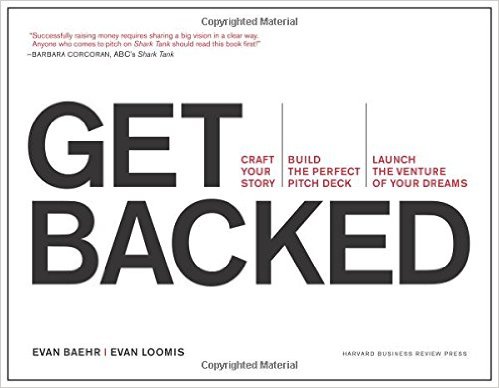 Copyrighted Material
"Successfully raising money requires sharing a big vision in a clear way.
Anyone who comes to pitch on Shark Tank should read this book first!"
–BARBARA CORCORAN, ABC's Shark Tank
GET
CRAFT
YOUR
STORY
BUILD
THE PERFECT
PITCH DECK
LAUNCH
THE VENTURE
OF YOUR DREAMS
BACKED
EVAN BAEHR | EVAN LOOMIS
HARVARD BUSINESS REVIEW PRESS
Copyrighted Material